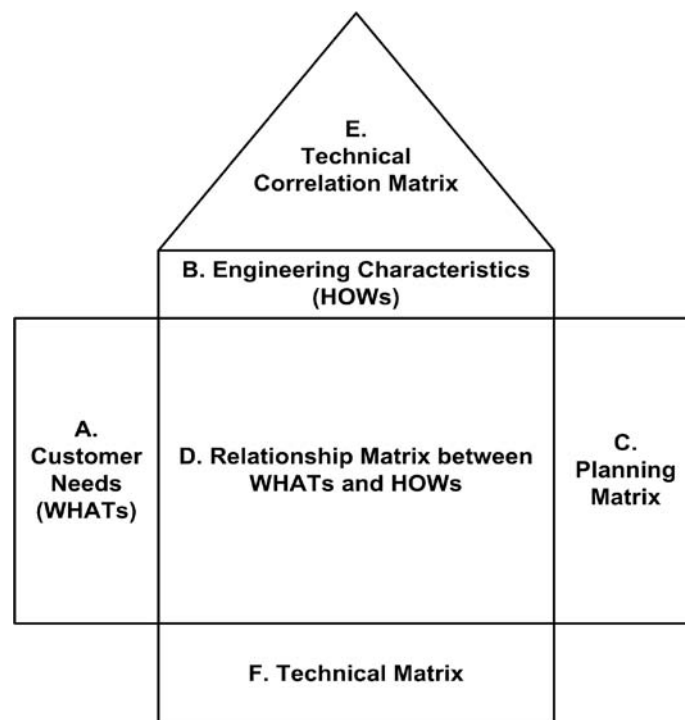 E.
Technical
Correlation Matrix
B. Engineering Characteristics
(HOWs)
A.
Customer
Needs
(WHATs)
D. Relationship Matrix between
WHATs and HOWs
C.
Planning
Matrix
F. Technical Matrix